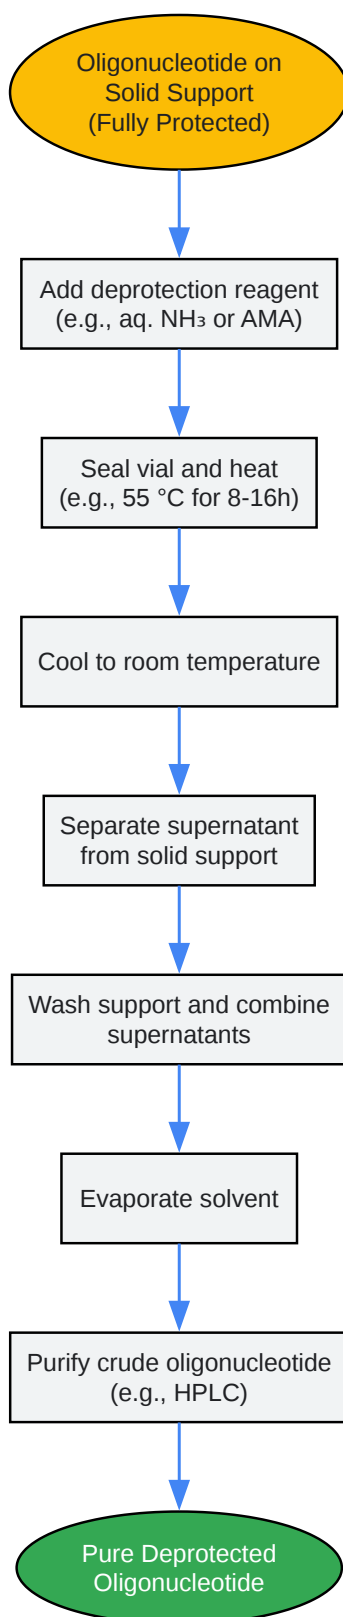 Oligonucleotide on
Solid Support
(Fully Protected)
Add deprotection reagent
(e.g., aq. NH₃ or AMA)
Seal vial and heat
(e.g., 55 °C for 8-16h)
Cool to room temperature
Separate supernatant
from solid support
Wash support and combine
supernatants
Evaporate solvent
Purify crude oligonucleotide
(e.g., HPLC)
Pure Deprotected
Oligonucleotide